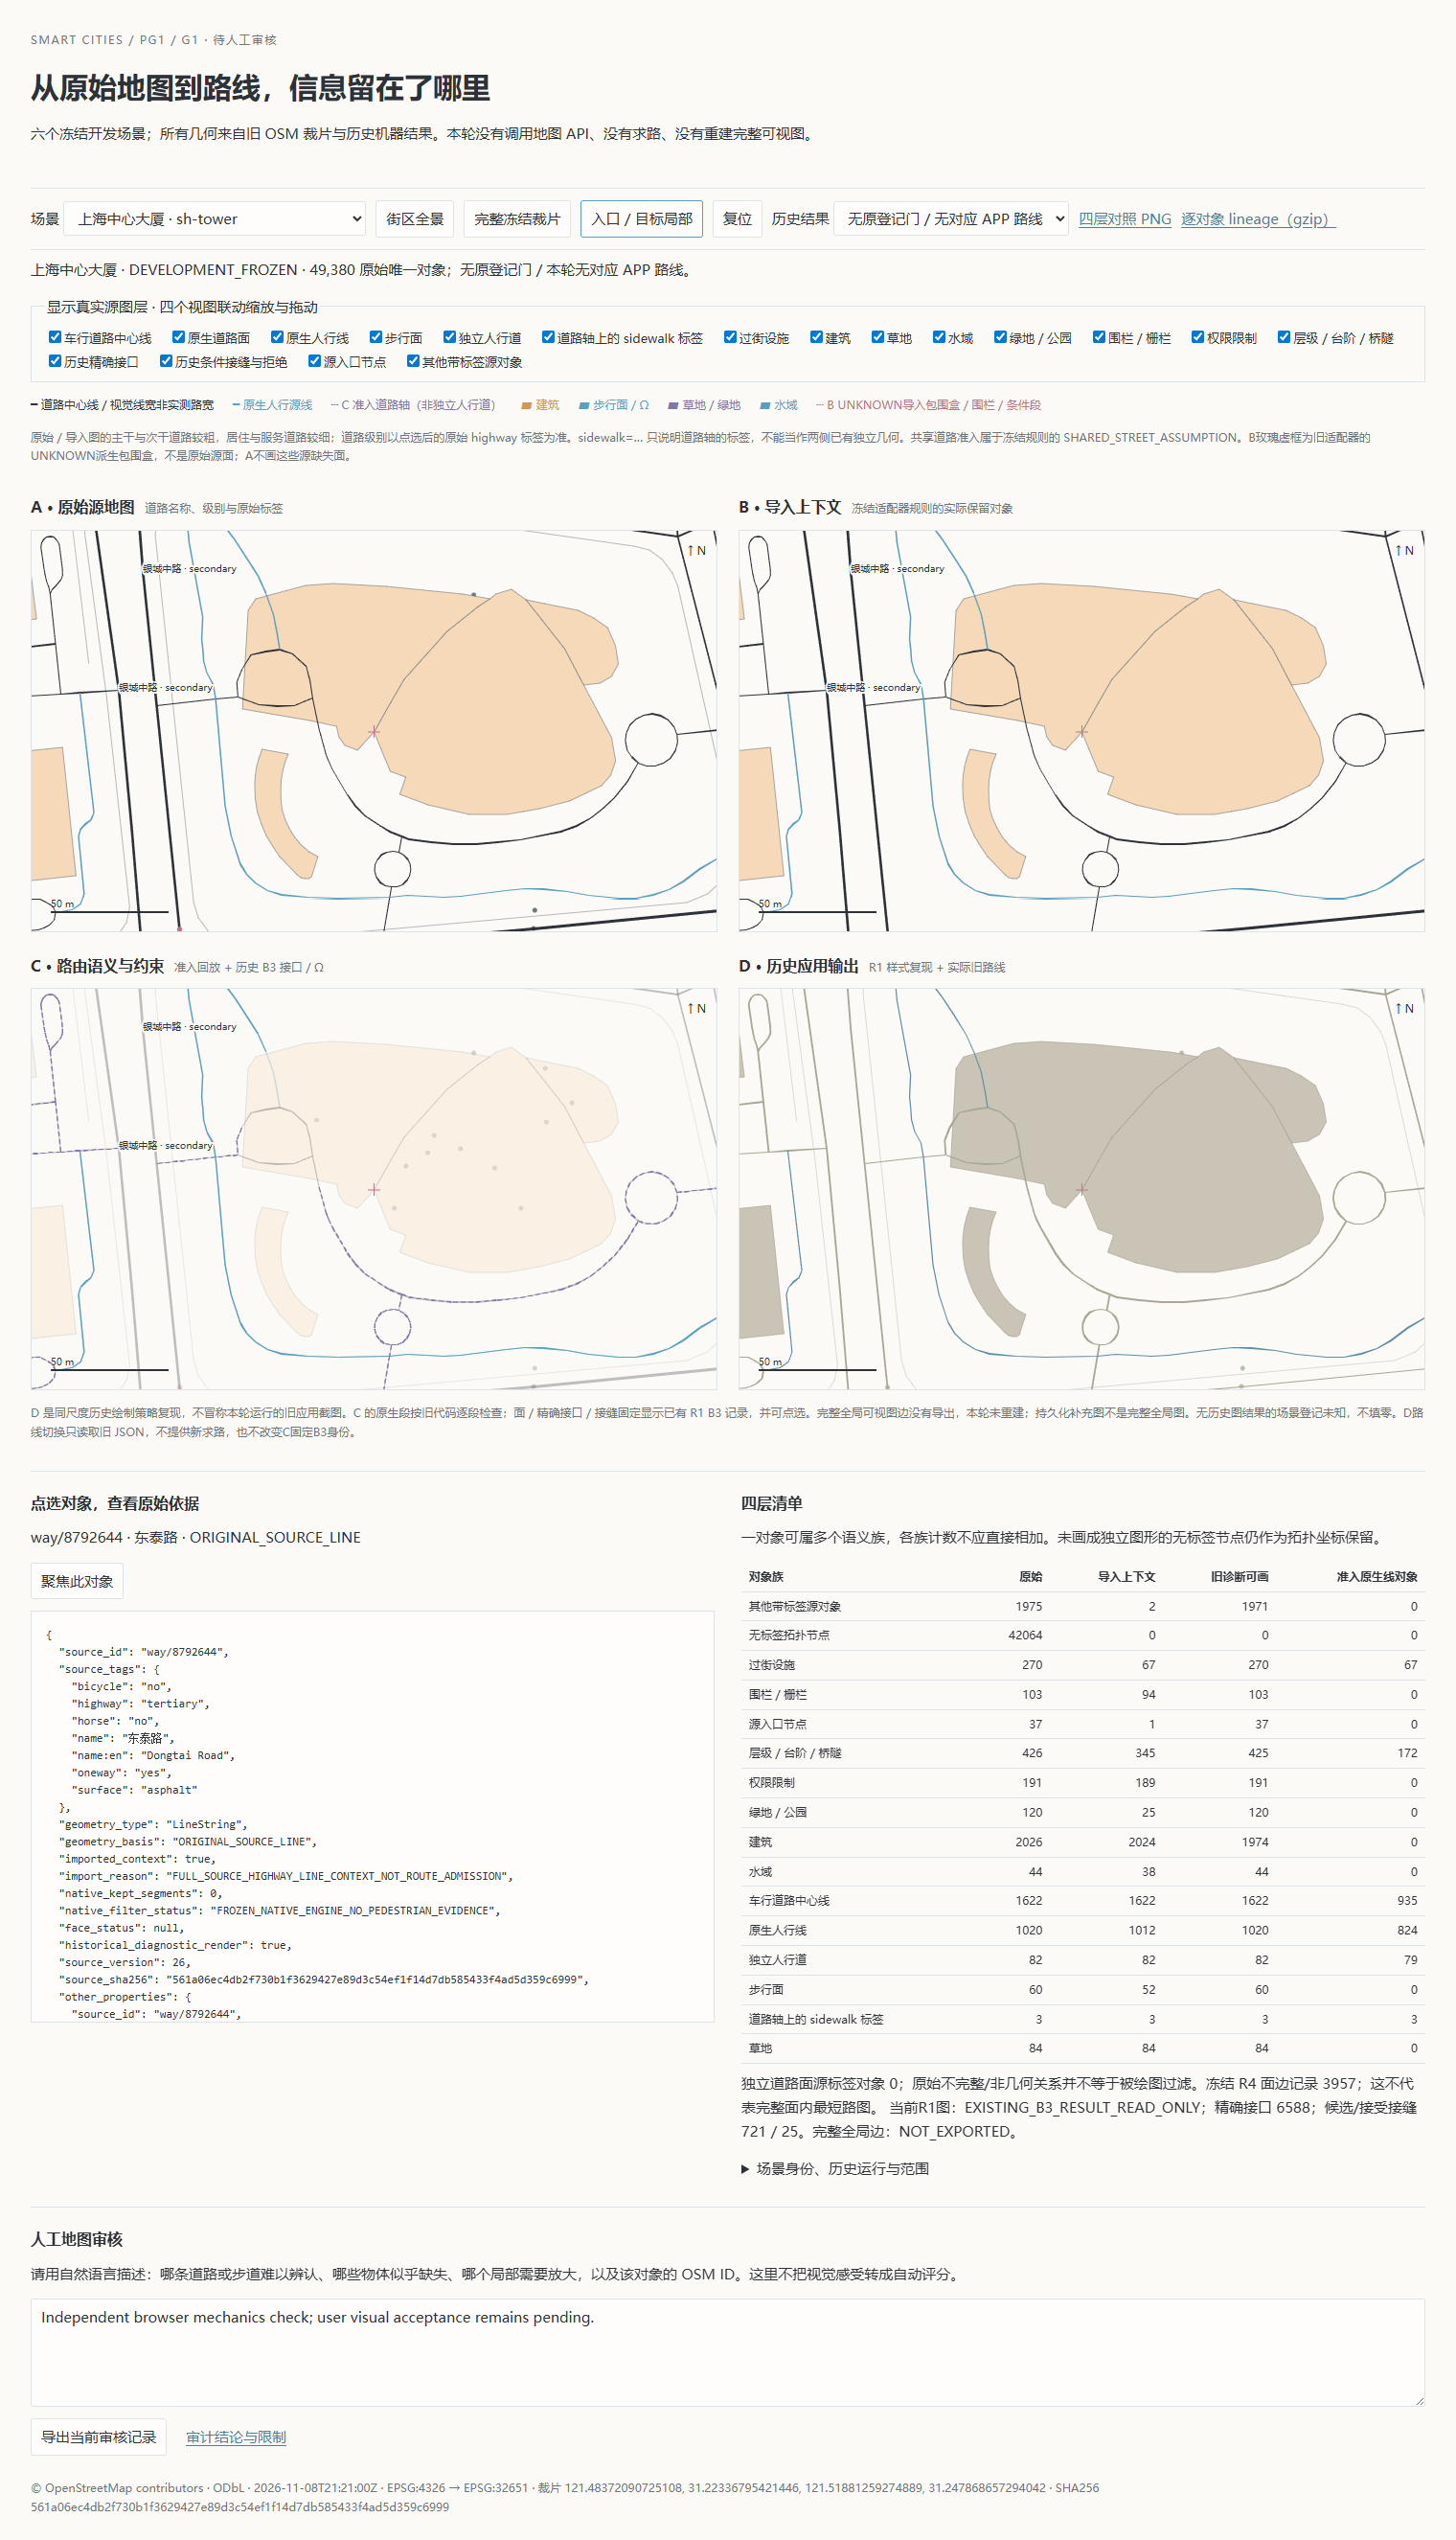 SMART CITIES / PG1 / G1 · 待人工审核
从原始地图到路线，信息留在了哪里
六个冻结开发场景；所有几何来自旧 OSM 裁片与历史机器结果。本轮没有调用地图 API、没有求路、没有重建完整可视图。
场景 上海中心大厦 · sh-tower 街区全景 完整冻结裁片 入口 / 目标局部 复位 历史结果 无原登记门 / 无对应 APP 路线 四层对照 PNG 逐对象 lineage（gzip）
上海中心大厦 · DEVELOPMENT_FROZEN · 49,380 原始唯一对象；无原登记门 / 本轮无对应 APP 路线。
显示真实源图层 · 四个视图联动缩放与拖动
车行道路中心线 原生道路面 原生人行线 步行面 独立人行道 道路轴上的 sidewalk 标签 过街设施 建筑 草地 水域 绿地 / 公园 围栏 / 栅栏 权限限制 层级 / 台阶 / 桥隧
历史精确接口 历史条件接缝与拒绝 源入口节点 其他带标签源对象
道路中心线 / 视觉线宽非实测路宽 原生人行源线 C 准入道路轴（非独立人行道） 建筑 步行面 / Ω 草地 / 绿地 水域 B UNKNOWN导入包围盒 / 围栏 / 条件段
原始 / 导入图的主干与次干道路较粗，居住与服务道路较细；道路级别以点选后的原始 highway 标签为准。sidewalk=... 只说明道路轴的标签，不能当作两侧已有独立几何。共享道路准入属于冻结规则的 SHARED_STREET_ASSUMPTION。B玫瑰虚框为旧适配器的
UNKNOWN派生包围盒，不是原始源面；A不画这些源缺失面。
A • 原始源地图 道路名称、级别与原始标签
↑ N
银城中路 · secondary
银城中路 · secondary
50 m
B • 导入上下文 冻结适配器规则的实际保留对象
↑ N
银城中路 · secondary
银城中路 · secondary
50 m
C • 路由语义与约束 准入回放 + 历史 B3 接口 / Ω
↑ N
银城中路 · secondary
银城中路 · secondary
50 m
D • 历史应用输出 R1 样式复现 + 实际旧路线
↑ N
50 m
D 是同尺度历史绘制策略复现，不冒称本轮运行的旧应用截图。C 的原生段按旧代码逐段检查；面 / 精确接口 / 接缝固定显示已有 R1 B3 记录，并可点选。完整全局可视图边没有导出，本轮未重建；持久化补充图不是完整全局图。无历史图结果的场景登记未知，不填零。D路
线切换只读取旧 JSON，不提供新求路，也不改变C固定B3身份。
点选对象，查看原始依据
way/8792644 · 东泰路 · ORIGINAL_SOURCE_LINE
聚焦此对象
{
"source_id": "way/8792644",
"source_tags": {
"bicycle": "no",
"highway": "tertiary",
"horse": "no",
"name": "东泰路",
"name:en": "Dongtai Road",
"oneway": "yes",
"surface": "asphalt"
},
"geometry_type": "LineString",
"geometry_basis": "ORIGINAL_SOURCE_LINE",
"imported_context": true,
"import_reason": "FULL_SOURCE_HIGHWAY_LINE_CONTEXT_NOT_ROUTE_ADMISSION",
"native_kept_segments": 0,
"native_filter_status": "FROZEN_NATIVE_ENGINE_NO_PEDESTRIAN_EVIDENCE",
"face_status": null,
"historical_diagnostic_render": true,
"source_version": 26,
"source_sha256": "561a06ec4db2f730b1f3629427e89d3c54ef1f14d7db585433f4ad5d359c6999",
"other_properties": {
"source_id": "way/8792644",
四层清单
一对象可属多个语义族，各族计数不应直接相加。未画成独立图形的无标签节点仍作为拓扑坐标保留。
对象族 原始 导入上下文 旧诊断可画 准入原生线对象
其他带标签源对象 1975 2 1971 0
无标签拓扑节点 42064 0 0 0
过街设施 270 67 270 67
围栏 / 栅栏 103 94 103 0
源入口节点 37 1 37 0
层级 / 台阶 / 桥隧 426 345 425 172
权限限制 191 189 191 0
绿地 / 公园 120 25 120 0
建筑 2026 2024 1974 0
水域 44 38 44 0
车行道路中心线 1622 1622 1622 935
原生人行线 1020 1012 1020 824
独立人行道 82 82 82 79
步行面 60 52 60 0
道路轴上的 sidewalk 标签 3 3 3 3
草地 84 84 84 0
独立道路面源标签对象 0；原始不完整/非几何关系并不等于被绘图过滤。冻结 R4 面边记录 3957；这不代
表完整面内最短路图。 当前R1图：EXISTING_B3_RESULT_READ_ONLY；精确接口 6588；候选/接受接缝
721 / 25。完整全局边：NOT_EXPORTED。
▶ 场景身份、历史运行与范围
人工地图审核
请用自然语言描述：哪条道路或步道难以辨认、哪些物体似乎缺失、哪个局部需要放大，以及该对象的 OSM ID。这里不把视觉感受转成自动评分。
Independent browser mechanics check; user visual acceptance remains pending.
导出当前审核记录 审计结论与限制
© OpenStreetMap contributors · ODbL · 2026-11-08T21:21:00Z · EPSG:4326 → EPSG:32651 · 裁片 121.48372090725108, 31.22336795421446, 121.51881259274889, 31.247868657294042 · SHA256
561a06ec4db2f730b1f3629427e89d3c54ef1f14d7db585433f4ad5d359c6999